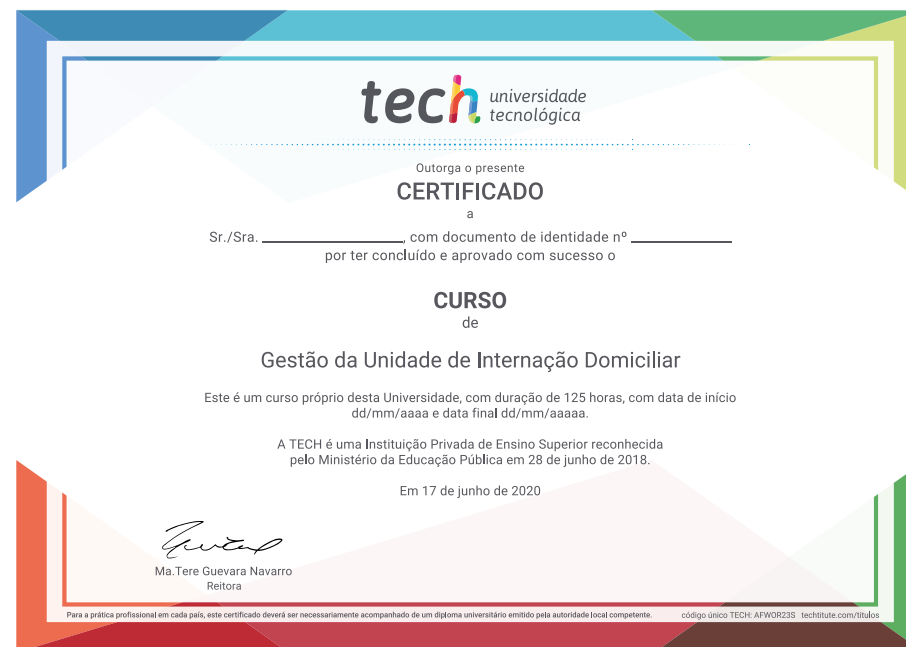 tech universidade
tecnológica
Outorga o presente
CERTIFICADO
a
Sr./Sra. ____________________, com documento de identidade nº ______________
por ter concluído e aprovado com sucesso o
CURSO
de
Gestão da Unidade de Internação Domiciliar
Este é um curso próprio desta Universidade, com duração de 125 horas, com data de início
dd/mm/aaaa e data final dd/mm/aaaaa.
A TECH é uma Instituição Privada de Ensino Superior reconhecida
pelo Ministério da Educação Pública em 28 de junho de 2018.
Em 17 de junho de 2020
Ma.Tere Guevara Navarro
Reitora
Para a prática profissional em cada país, este certificado deverá ser necessariamente acompanhado de um diploma universitário emitido pela autoridade local competente. código único TECH: AFWOR23S techtitute.com/titulos